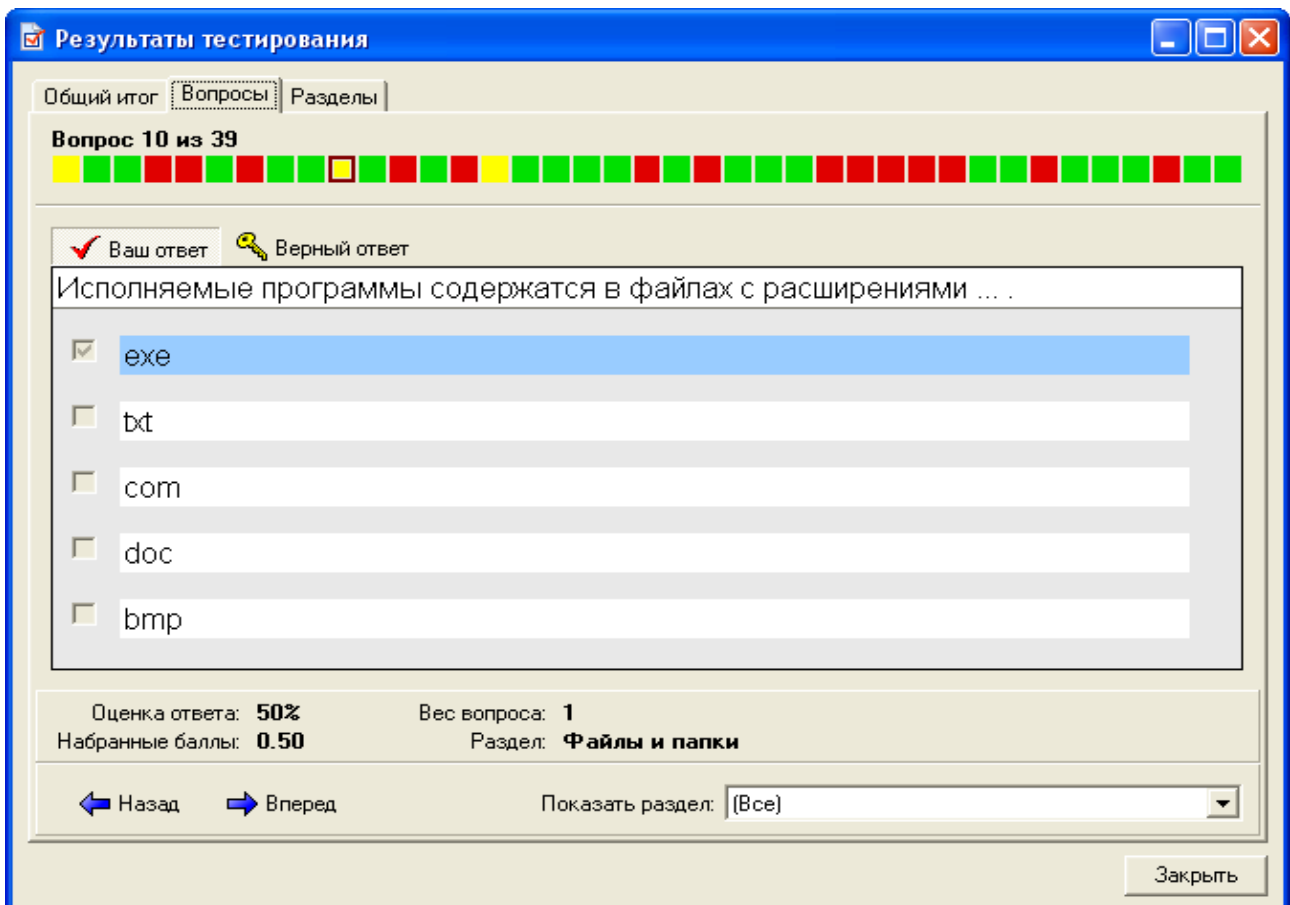 Результаты тестирования
Общий итог Вопросы Разделы
Вопрос 10 из 39
Ваш ответ Верный ответ
Исполняемые программы содержатся в файлах с расширениями ... .
exe
txt
com
doc
bmp
Оценка ответа: 50% Вес вопроса: 1
Набранные баллы: 0.50 Раздел: Файлы и папки
Назад Вперед Показать раздел: (Все)
Закрыть